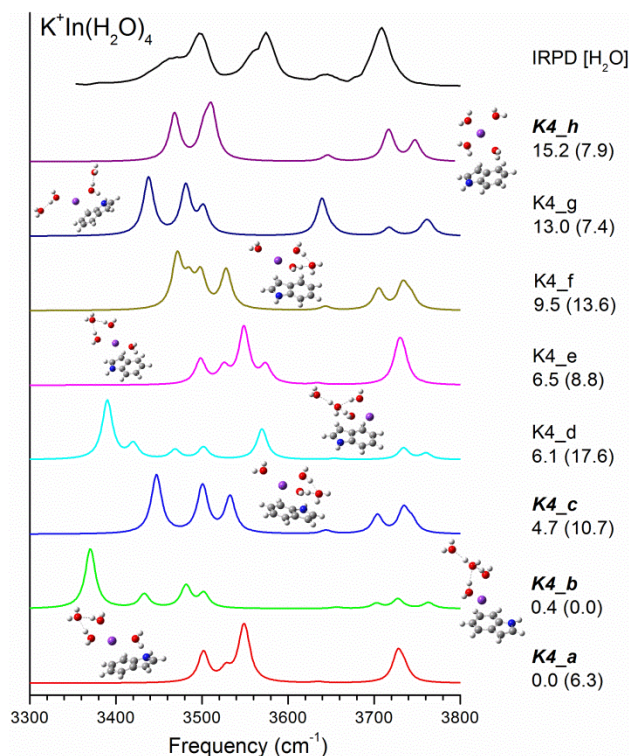 K⁺In(H₂O)₄
IRPD [H₂O]
K4_h
15.2 (7.9)
K4_g
13.0 (7.4)
K4_f
9.5 (13.6)
K4_e
6.5 (8.8)
K4_d
6.1 (17.6)
K4_c
4.7 (10.7)
K4_b
0.4 (0.0)
K4_a
0.0 (6.3)
3300 3400 3500 3600 3700 3800
Frequency (cm⁻¹)